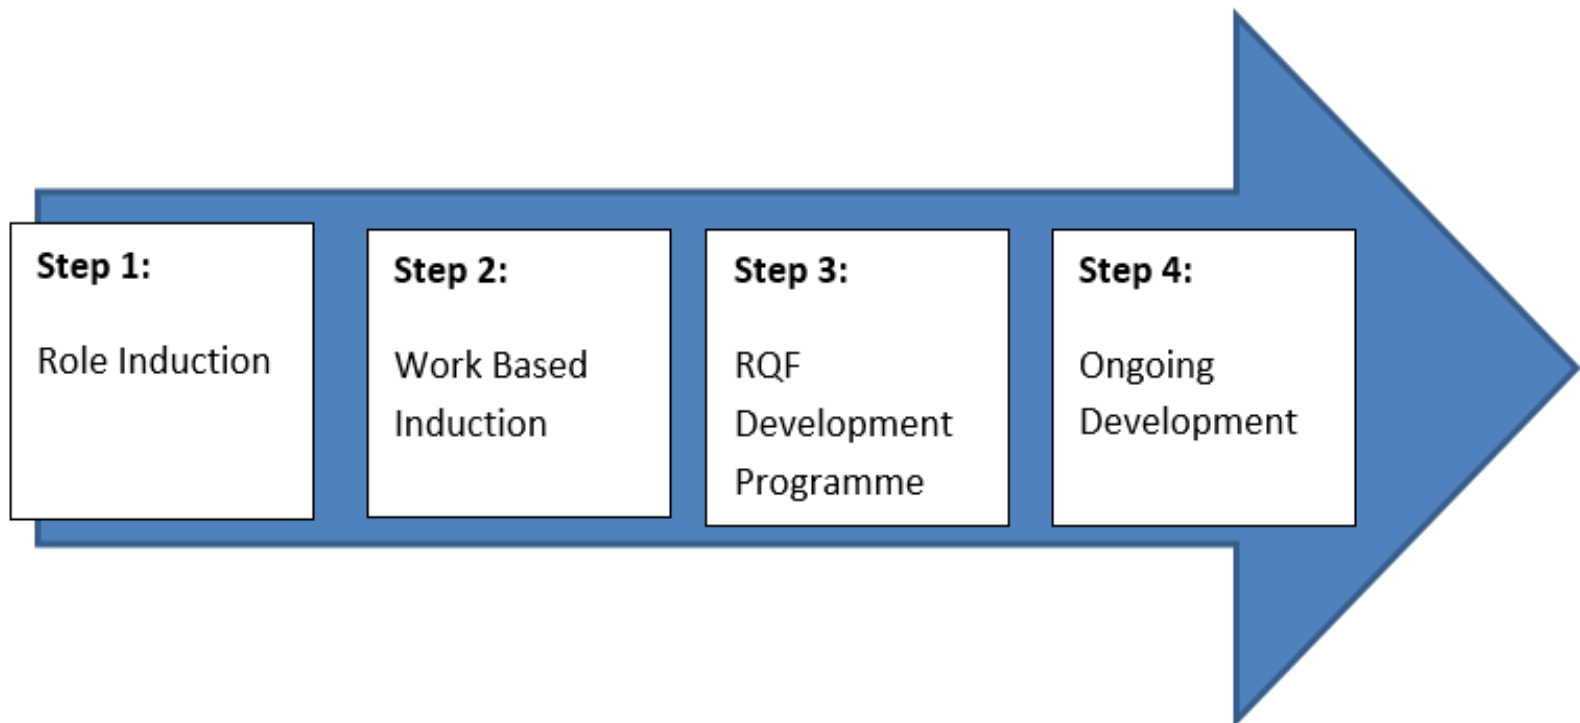 Step 1:
Role Induction
Step 2:
Work Based
Induction
Step 3:
RQF
Development
Programme
Step 4:
Ongoing
Development